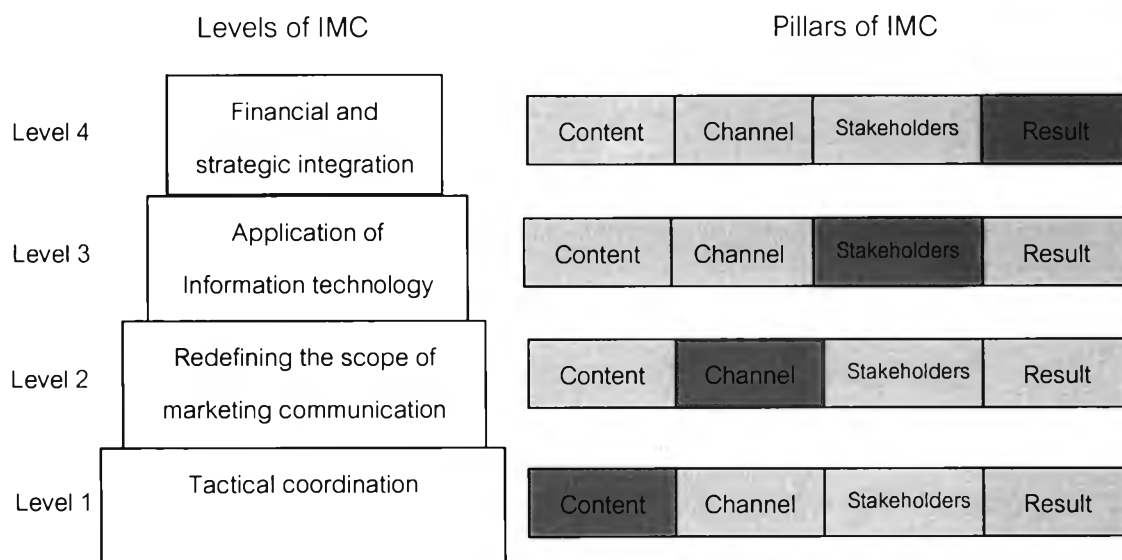 Levels of IMC
Pillars of IMC
Level 4
Financial and
strategic integration
Content
Channel
Stakeholders
Result
Level 3
Application of
Information technology
Content
Channel
Stakeholders
Result
Level 2
Redefining the scope of
marketing communication
Content
Channel
Stakeholders
Result
Level 1
Tactical coordination
Content
Channel
Stakeholders
Result